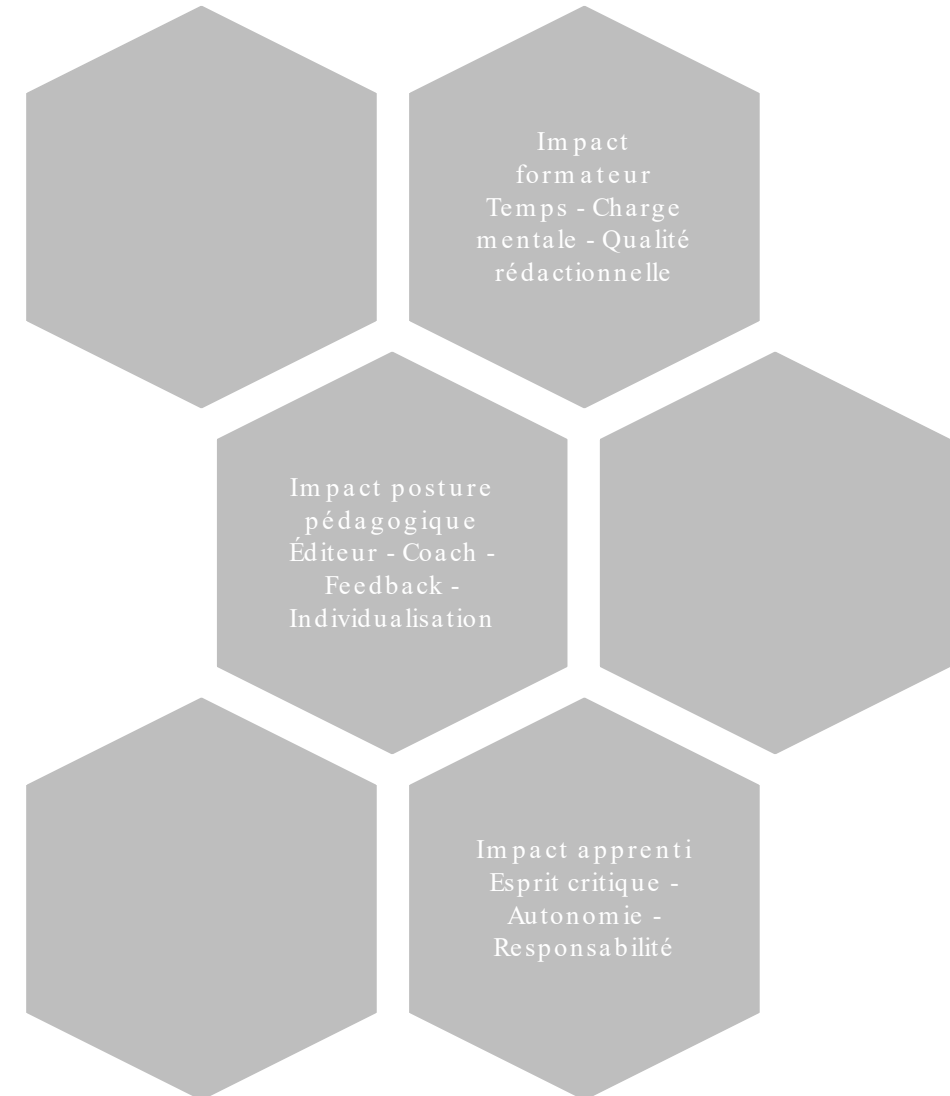 Impact
formateur
Temps - Charge
mentale - Qualité
rédactionnelle
Impact posture
pédagogique
Éditeur - Coach -
Feedback -
Individualisation
Impact apprenti
Esprit critique -
Autonomie -
Responsabilité